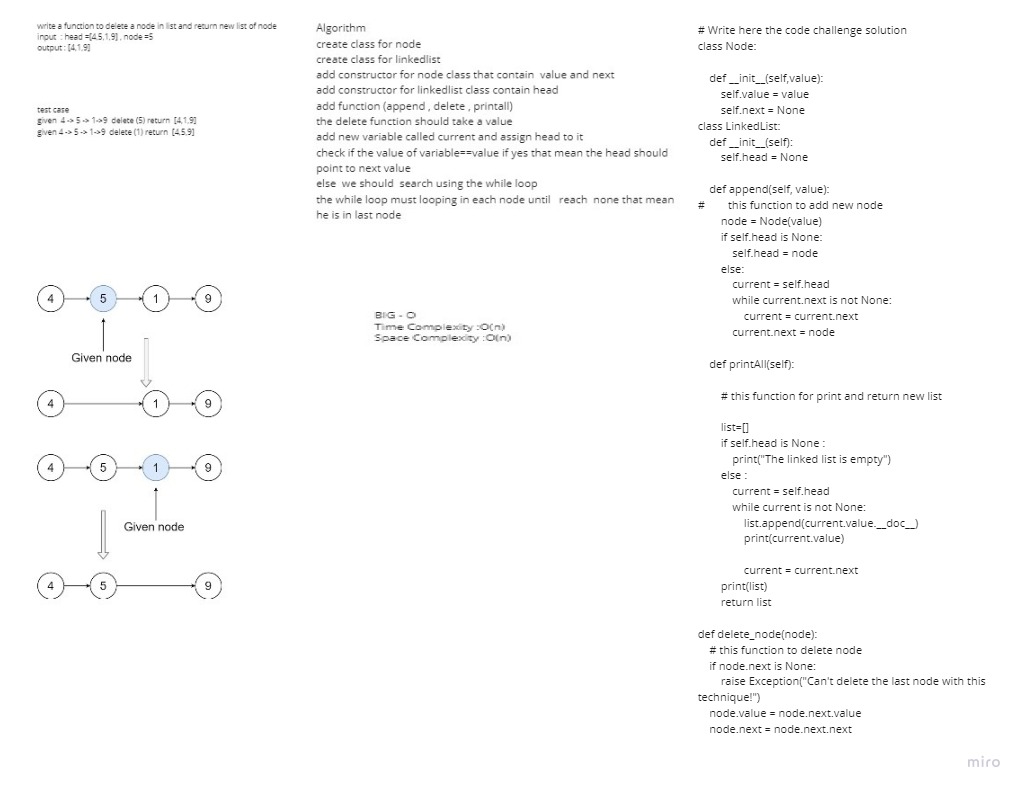 write a function to delete a node in list and return new list of node
input : head =[4,5,1,9] , node =5
output : [4,1,9]
test case
given 4 -> 5 -> 1->9 delete (5) return [4,1,9]
given 4 -> 5 -> 1->9 delete (1) return [4,5,9]
4
5
1
9
Given node
4
1
9
4
5
1
9
Given node
4
5
9
Algorithm
create class for node
create class for linkedlist
add constructor for node class that contain value and next
add constructor for linkedlist class contain head
add function (append , delete , printall)
the delete function should take a value
add new variable called current and assign head to it
check if the value of variable==value if yes that mean the head should
point to next value
else we should search using the while loop
the while loop must looping in each node until reach none that mean
he is in last node
BIG - O
Time Complexity :O(n)
Space Complexity :O(n)
# Write here the code challenge solution
class Node:
def __init__(self,value):
self.value = value
self.next = None
class LinkedList:
def __init__(self):
self.head = None
def append(self, value):
# this function to add new node
node = Node(value)
if self.head is None:
self.head = node
else:
current = self.head
while current.next is not None:
current = current.next
current.next = node
def printAll(self):
# this function for print and return new list
list=[]
if self.head is None :
print("The linked list is empty")
else :
current = self.head
while current is not None:
list.append(current.value.__doc__)
print(current.value)
current = current.next
print(list)
return list
def delete_node(node):
# this function to delete node
if node.next is None:
raise Exception("Can't delete the last node with this
technique!")
node.value = node.next.value
node.next = node.next.next
miro